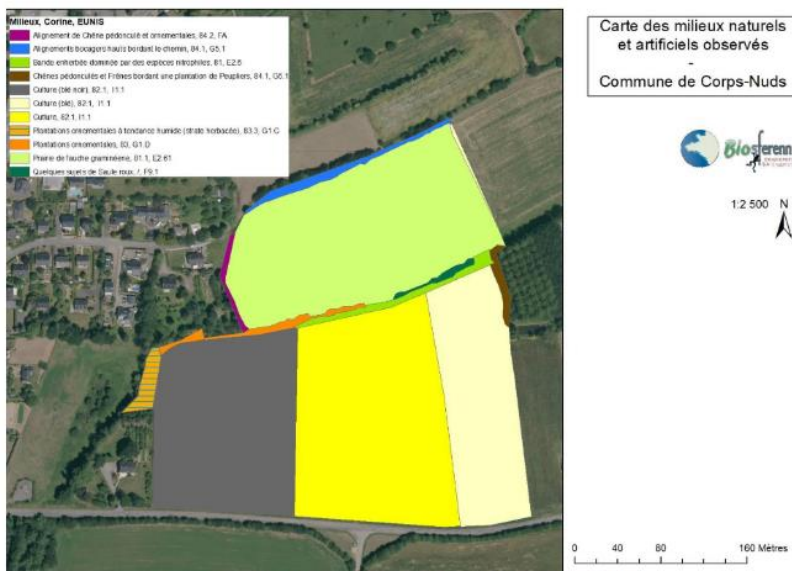 Milieux, Corine, EUNIS
Alignement de Chêne pédonculé et ornementales, 84.2, FA
Alignements bocagers hauts bordant le chemin, 84.1, G5.1
Bande enherbée dominée par des espèces nitrophiles, 81, E2.6
Chênes pédonculés et Frênes bordant une plantation de Peupliers, 84.1, G5.1
Culture (blé noir), 82.1, I1.1
Culture (blé), 82.1, I1.1
Culture, 82.1, I1.1
Plantations ornementales à tendance humide (strate herbacée), 83.3, G1.C
Plantations ornementales, 83, G1.D
Prairie de fauche graminéenne, 81.1, E2.61
Quelques sujets de Saule roux, /, F9.1
Carte des milieux naturels
et artificiels observés
-
Commune de Corps-Nuds
Biosferenn
1:2 500 N
0 40 80 160 Mètres